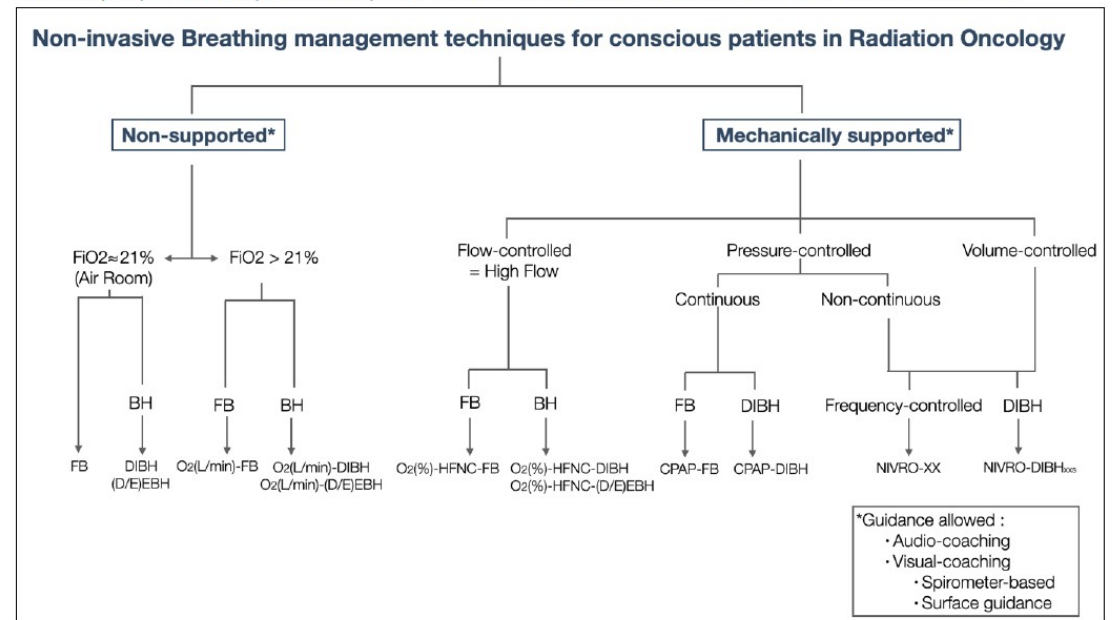 Non-invasive Breathing management techniques for conscious patients in Radiation Oncology
Non-supported*
Mechanically supported*
FiO2≈21%
(Air Room)
FiO2 > 21%
Flow-controlled
= High Flow
Pressure-controlled
Volume-controlled
Continuous
Non-continuous
BH
FB
BH
FB
BH
FB
DIBH
Frequency-controlled
DIBH
FB
DIBH
(D/E)EBH
O2(L/min)-FB
O2(L/min)-DIBH
O2(L/min)-(D/E)EBH
O2(%)-HFNC-FB
O2(%)-HFNC-DIBH
O2(%)-HFNC-(D/E)EBH
CPAP-FB
CPAP-DIBH
NIVRO-XX
NIVRO-DIBHxxs
*Guidance allowed :
· Audio-coaching
· Visual-coaching
· Spirometer-based
· Surface guidance